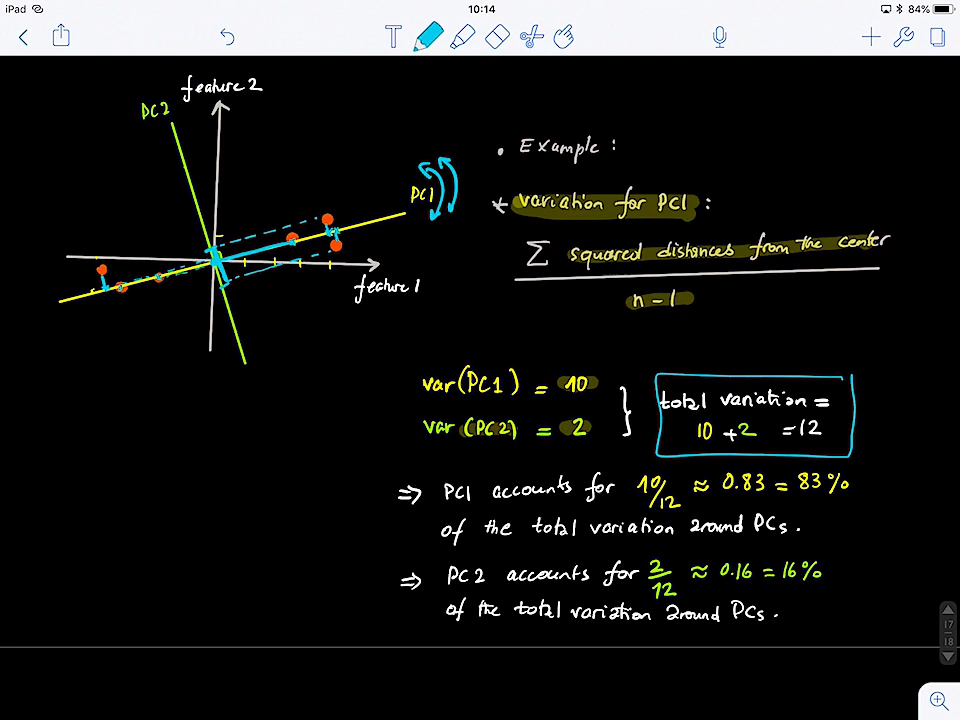 iPad
10:14
84%
feature 2
PC2
PC1
feature 1
• Example :
* variation for PC1 :
∑ squared distances from the center
n - 1
var(PC1) = 10
var (PC2) = 2
total variation =
10 + 2 = 12
⇒ PC1 accounts for 10/12 ≈ 0.83 = 83%
of the total variation around PCs.
⇒ PC2 accounts for 2/12 ≈ 0.16 = 16%
of the total variation around PCs.
17
18